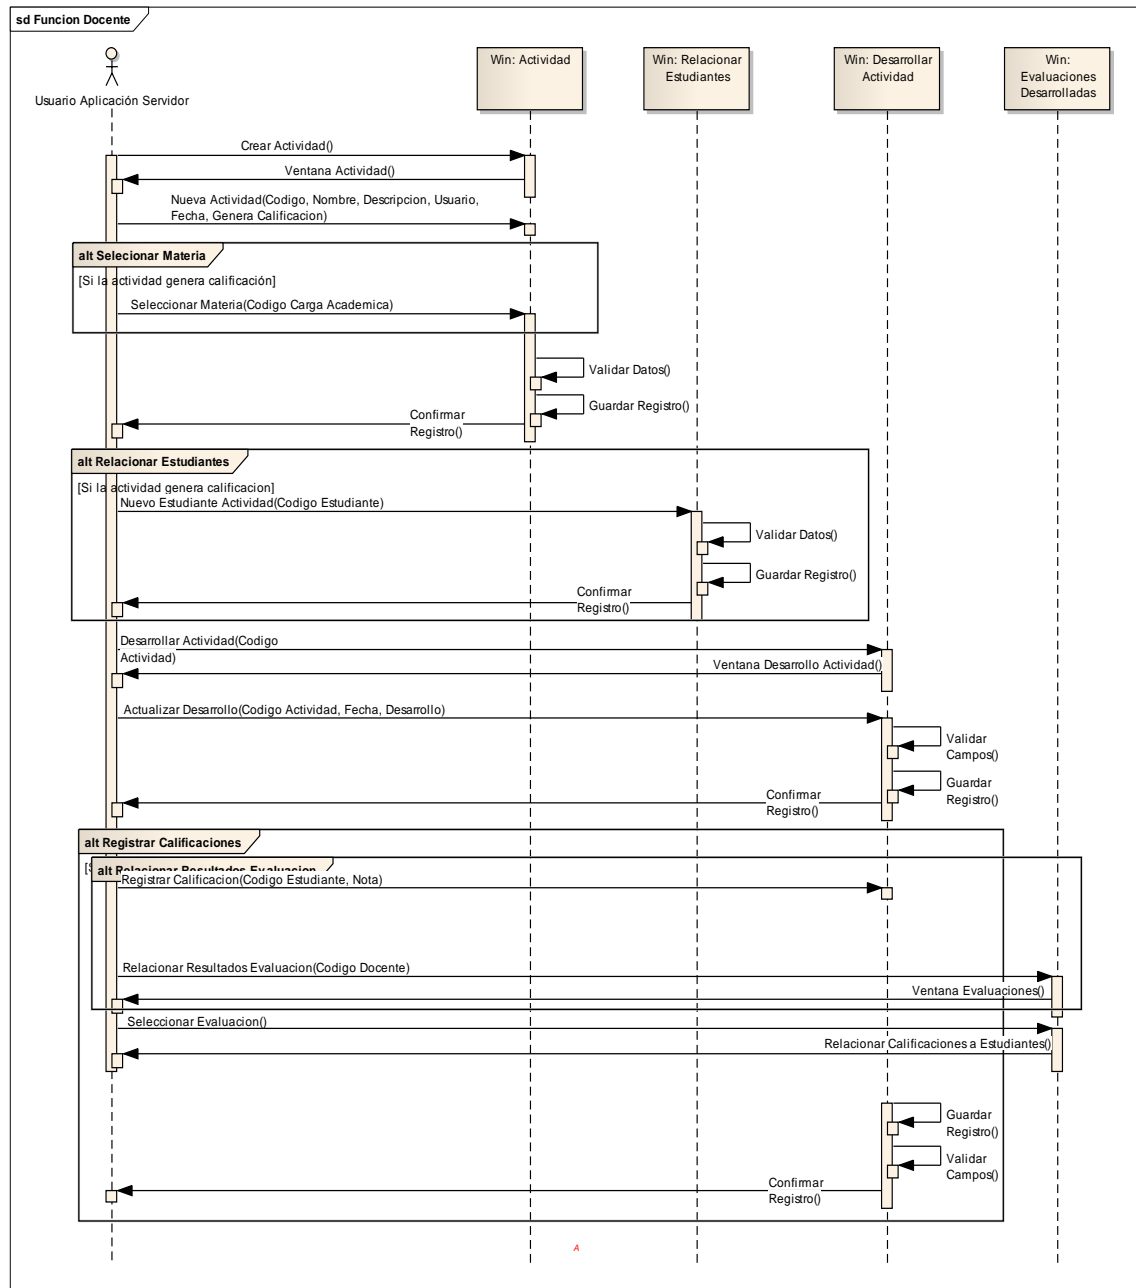 sd Funcion Docente
Usuario Aplicación Servidor
Win: Actividad
Win: Relacionar
Estudiantes
Win: Desarrollar
Actividad
Win:
Evaluaciones
Desarrolladas
Crear Actividad()
Ventana Actividad()
Nueva Actividad(Codigo, Nombre, Descripcion, Usuario,
Fecha, Genera Calificacion)
alt Selecionar Materia
[Si la actividad genera calificación]
Seleccionar Materia(Codigo Carga Academica)
Validar Datos()
Guardar Registro()
Confirmar
Registro()
alt Relacionar Estudiantes
[Si la actividad genera calificacion]
Nuevo Estudiante Actividad(Codigo Estudiante)
Validar Datos()
Guardar Registro()
Confirmar
Registro()
Desarrollar Actividad(Codigo
Actividad)
Ventana Desarrollo Actividad()
Actualizar Desarrollo(Codigo Actividad, Fecha, Desarrollo)
Validar
Campos()
Guardar
Registro()
Confirmar
Registro()
alt Registrar Calificaciones
alt Relacionar Resultados Evaluacion
Registrar Calificacion(Codigo Estudiante, Nota)
Relacionar Resultados Evaluacion(Codigo Docente)
Ventana Evaluaciones()
Seleccionar Evaluacion()
Relacionar Calificaciones a Estudiantes()
Guardar
Registro()
Validar
Campos()
Confirmar
Registro()
A